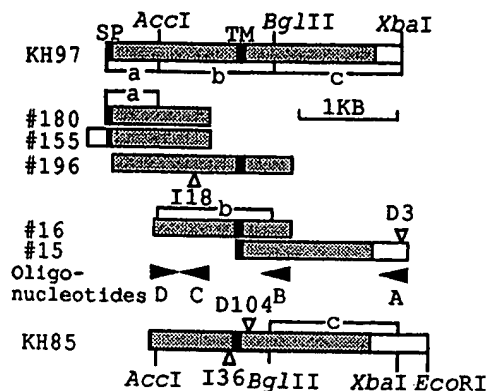 AccI BglII XbaI
SP TM
KH97
a b c
a
#180 1KB
#155
#196
I18
b D3
#16
#15
Oligo-
nucleotides D C B A
D104 c
KH85
AccI I36 BglII XbaI EcoRI